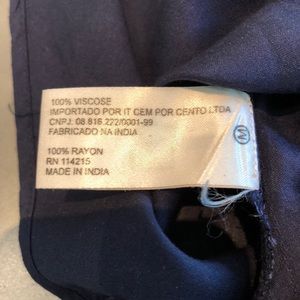 100% VISCOSE
IMPORTADO POR IT CEM POR CENTO LTDA
CNPJ: 08.816.272/0001-99
FABRICADO NA INDIA
100% RAYON
RN 114215
MADE IN INDIA
M